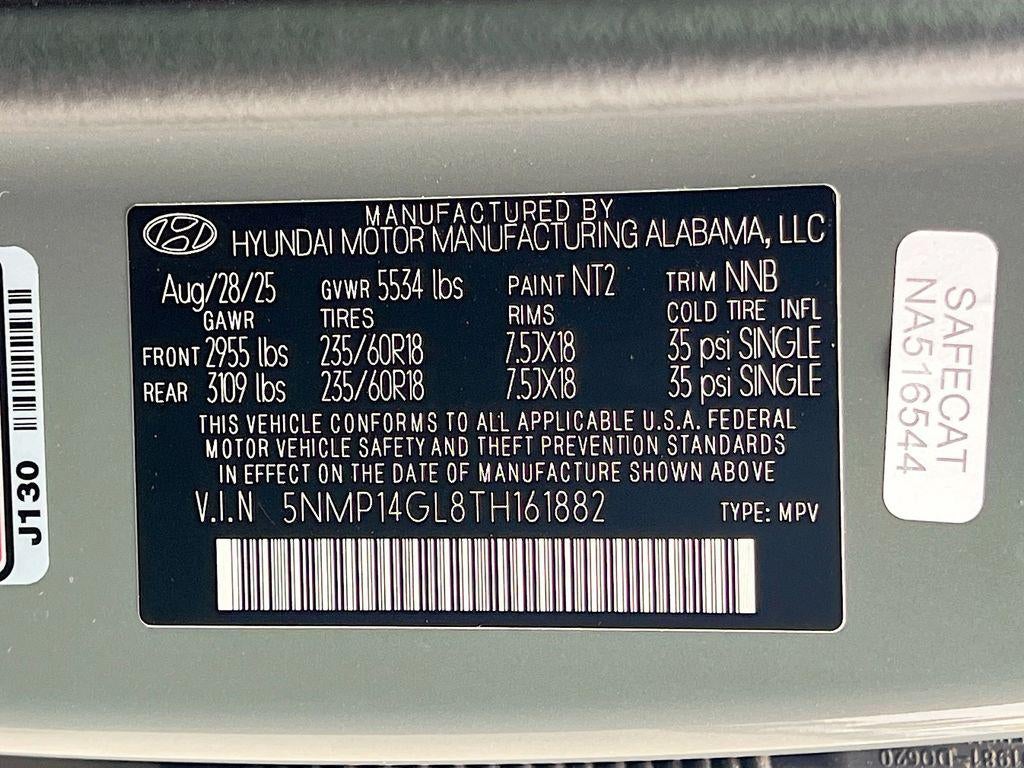 MANUFACTURED BY
HYUNDAI MOTOR MANUFACTURING ALABAMA, LLC
Aug/28/25 GVWR 5534 lbs PAINT NT2 TRIM NNB
GAWR TIRES RIMS COLD TIRE INFL
FRONT 2955 lbs 235/60R18 7.5JX18 35 psi SINGLE
REAR 3109 lbs 235/60R18 7.5JX18 35 psi SINGLE
THIS VEHICLE CONFORMS TO ALL APPLICABLE U.S.A. FEDERAL
MOTOR VEHICLE SAFETY AND THEFT PREVENTION STANDARDS
IN EFFECT ON THE DATE OF MANUFACTURE SHOWN ABOVE
V.I.N 5NMP14GL8TH161882 TYPE: MPV
J130
SAFECAT
NA516544